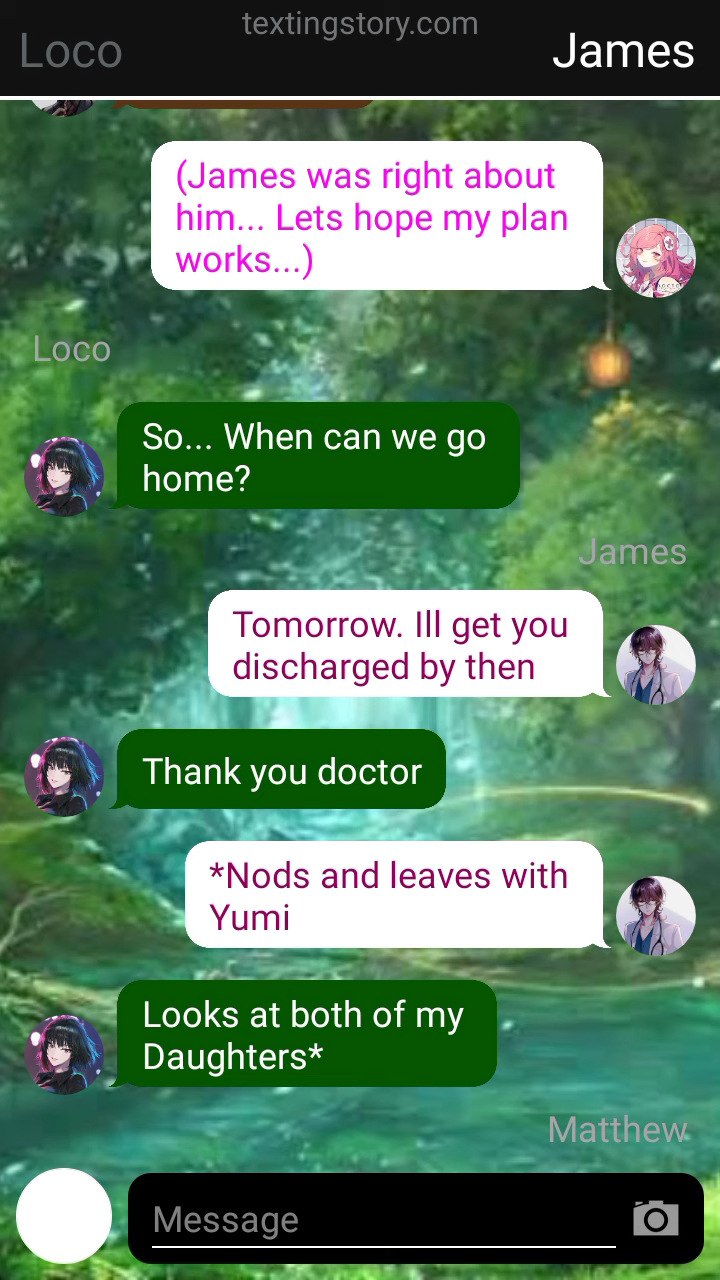 textingstory.com
Loco
James
(James was right about
him... Lets hope my plan
works...)
Loco
So... When can we go
home?
James
Tomorrow. Ill get you
discharged by then
Thank you doctor
*Nods and leaves with
Yumi
Looks at both of my
Daughters*
Matthew
Message